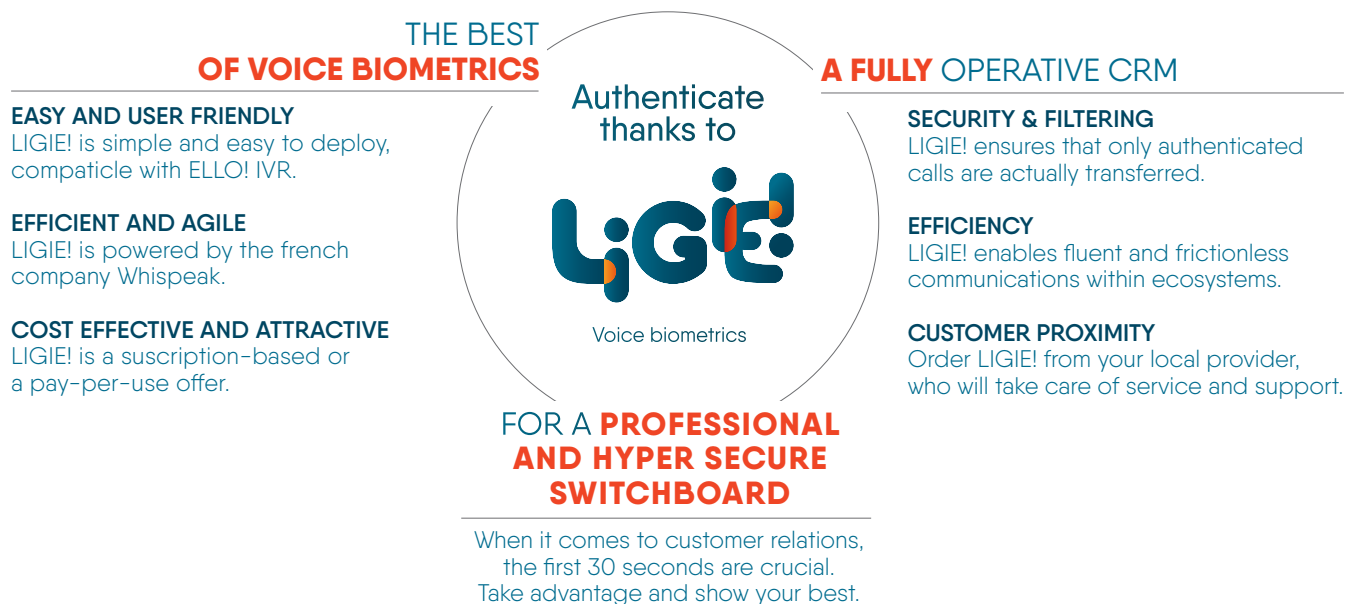 THE BEST
OF VOICE BIOMETRICS
EASY AND USER FRIENDLY
LIGIE! is simple and easy to deploy,
compaticle with ELLO! IVR.
EFFICIENT AND AGILE
LIGIE! is powered by the french
company Whispeak.
COST EFFECTIVE AND ATTRACTIVE
LIGIE! is a suscription-based or
a pay-per-use offer.
Authenticate
thanks to
LiGiE!
Voice biometrics
A FULLY OPERATIVE CRM
SECURITY & FILTERING
LIGIE! ensures that only authenticated
calls are actually transferred.
EFFICIENCY
LIGIE! enables fluent and frictionless
communications within ecosystems.
CUSTOMER PROXIMITY
Order LIGIE! from your local provider,
who will take care of service and support.
FOR A PROFESSIONAL
AND HYPER SECURE
SWITCHBOARD
When it comes to customer relations,
the first 30 seconds are crucial.
Take advantage and show your best.